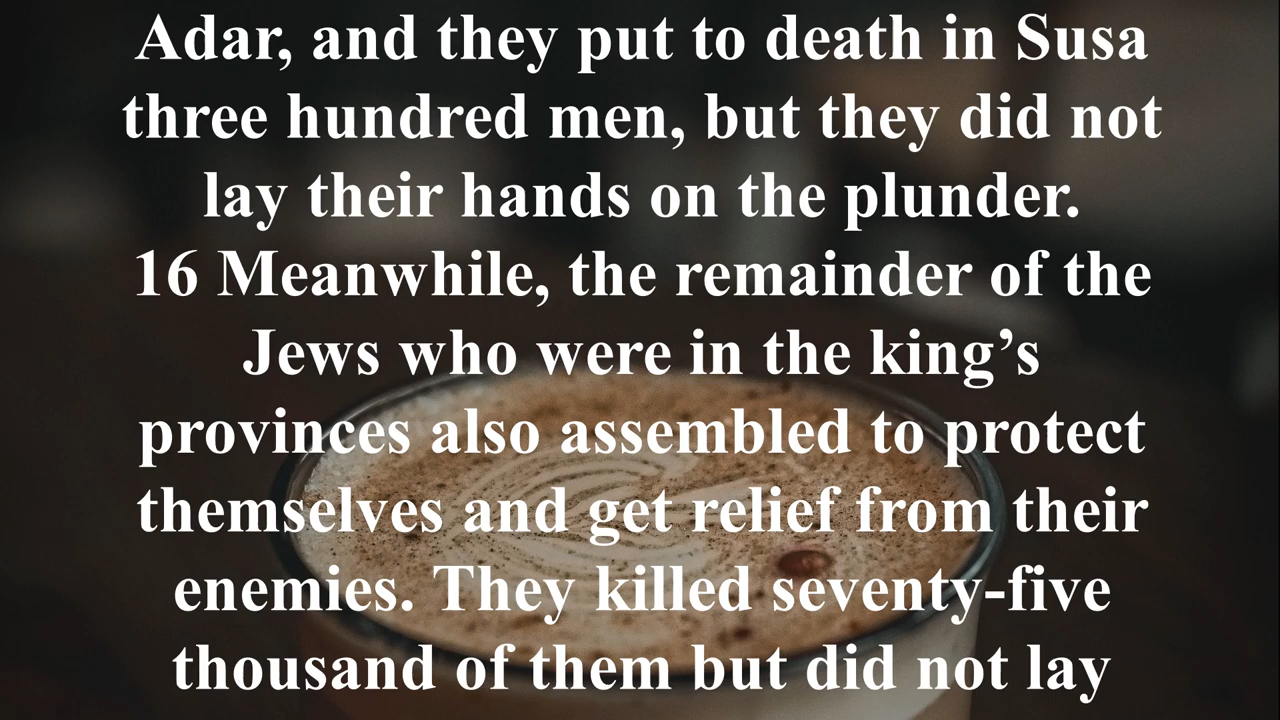 Adar, and they put to death in Susa
three hundred men, but they did not
lay their hands on the plunder.
16 Meanwhile, the remainder of the
Jews who were in the king’s
provinces also assembled to protect
themselves and get relief from their
enemies. They killed seventy-five
thousand of them but did not lay